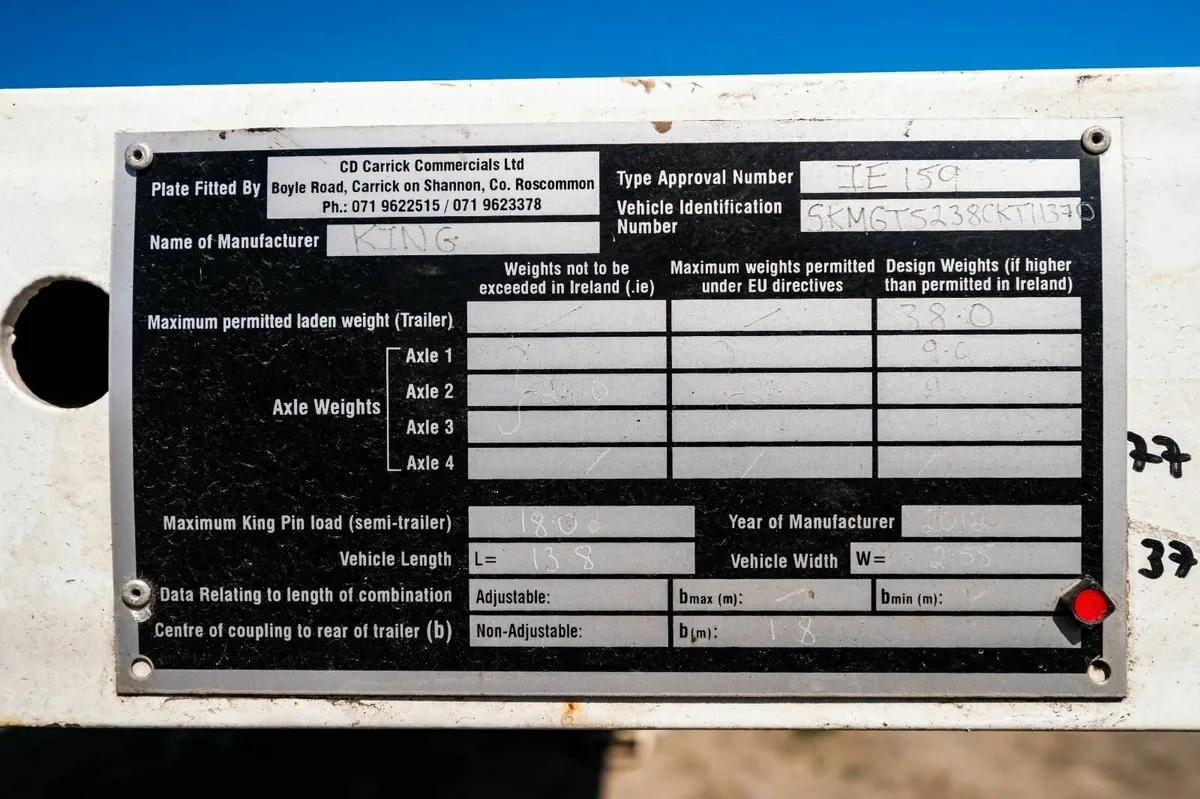 Plate Fitted By
CD Carrick Commercials Ltd
Boyle Road, Carrick on Shannon, Co. Roscommon
Ph.: 071 9622515 / 071 9623378
Type Approval Number IE 159
Vehicle Identification
Number
Name of Manufacturer KING
Weights not to be
exceeded in Ireland (.ie)
Maximum weights permitted
under EU directives
Design Weights (if higher
than permitted in Ireland)
Maximum permitted laden weight (Trailer) / / 38.0
Axle 1 9.0
Axle Weights
Axle 2
Axle 3
Axle 4 / / /
Maximum King Pin load (semi-trailer) 18.0
Year of Manufacturer 2012
Vehicle Length L= 13.8
Vehicle Width W= 2.55
Data Relating to length of combination Adjustable: bmax (m): / bmin (m): /
Centre of coupling to rear of trailer (b) Non-Adjustable: b(m): 18
77
37